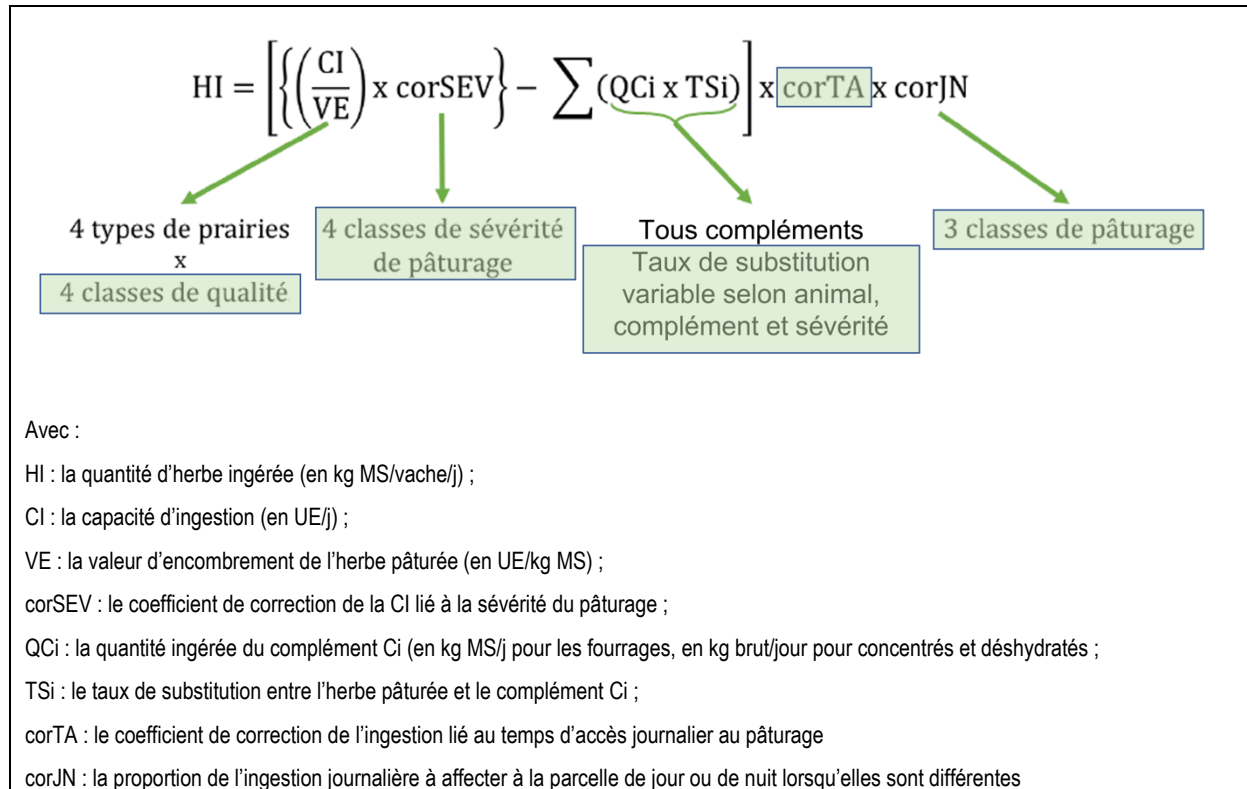 HI = [{(CI/VE) x corSEV} − ∑(QCi x TSi)] x corTA x corJN
4 types de prairies
x
4 classes de qualité
4 classes de sévérité
de pâturage
Tous compléments
Taux de substitution
variable selon animal,
complément et sévérité
3 classes de pâturage
Avec :
HI : la quantité d’herbe ingérée (en kg MS/vache/j) ;
CI : la capacité d’ingestion (en UE/j) ;
VE : la valeur d’encombrement de l’herbe pâturée (en UE/kg MS) ;
corSEV : le coefficient de correction de la CI lié à la sévérité du pâturage ;
QCi : la quantité ingérée du complément Ci (en kg MS/j pour les fourrages, en kg brut/jour pour concentrés et déshydratés ;
TSi : le taux de substitution entre l’herbe pâturée et le complément Ci ;
corTA : le coefficient de correction de l’ingestion lié au temps d’accès journalier au pâturage
corJN : la proportion de l’ingestion journalière à affecter à la parcelle de jour ou de nuit lorsqu’elles sont différentes